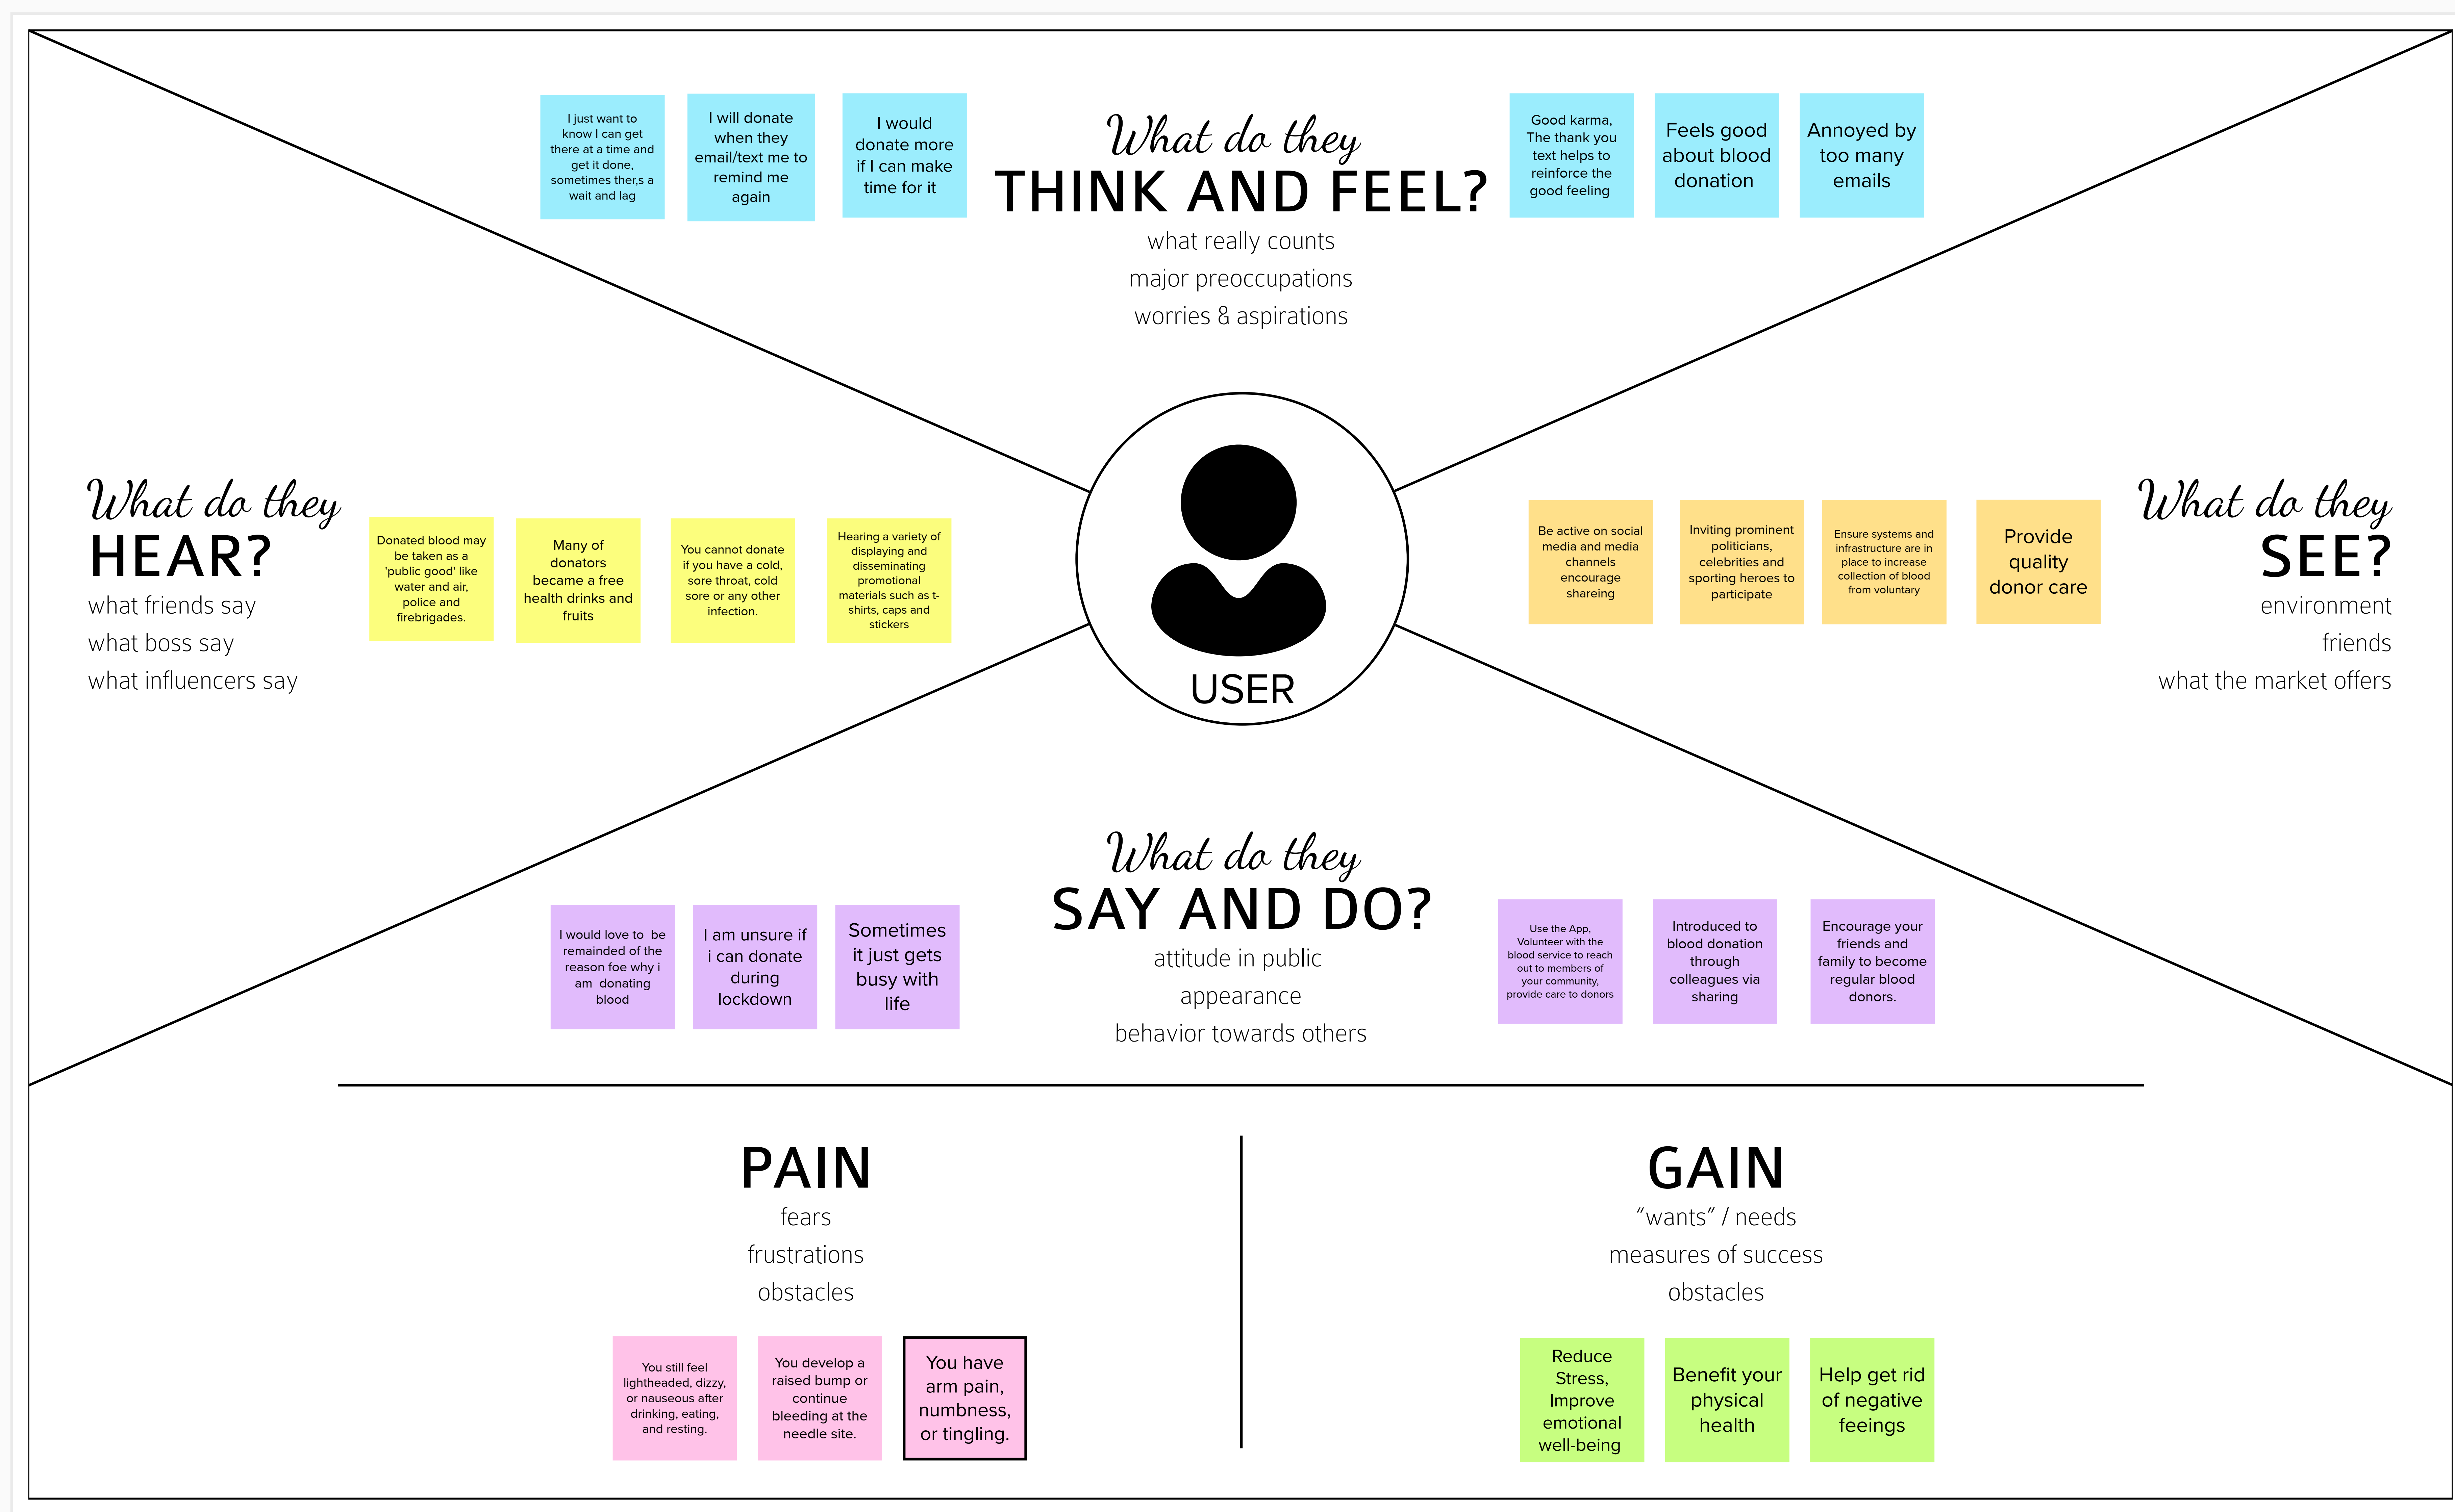 I just want to
know I can get
there at a time and
get it done,
sometimes ther,s a
wait and lag
I will donate
when they
email/text me to
remind me
again
I would
donate more
if I can make
time for it
What do they
THINK AND FEEL?
what really counts
major preoccupations
worries & aspirations
Good karma,
The thank you
text helps to
reinforce the
good feeling
Feels good
about blood
donation
Annoyed by
too many
emails
What do they
HEAR?
what friends say
what boss say
what influencers say
Donated blood may
be taken as a
'public good' like
water and air,
police and
firebrigades.
Many of
donators
became a free
health drinks and
fruits
You cannot donate
if you have a cold,
sore throat, cold
sore or any other
infection.
Hearing a variety of
displaying and
disseminating
promotional
materials such as t-
shirts, caps and
stickers
USER
Be active on social
media and media
channels
encourage
shareing
Inviting prominent
politicians,
celebrities and
sporting heroes to
participate
Ensure systems and
infrastructure are in
place to increase
collection of blood
from voluntary
Provide
quality
donor care
What do they
SEE?
environment
friends
what the market offers
I would love to  be
remainded of the
reason foe why i
am  donating
blood
I am unsure if
i can donate
during
lockdown
Sometimes
it just gets
busy with
life
What do they
SAY AND DO?
attitude in public
appearance
behavior towards others
Use the App,
Volunteer with the
blood service to reach
out to members of
your community,
provide care to donors
Introduced to
blood donation
through
colleagues via
sharing
Encourage your
friends and
family to become
regular blood
donors.
PAIN
fears
frustrations
obstacles
You still feel
lightheaded, dizzy,
or nauseous after
drinking, eating,
and resting.
You develop a
raised bump or
continue
bleeding at the
needle site.
You have
arm pain,
numbness,
or tingling.
GAIN
“wants” / needs
measures of success
obstacles
Reduce
Stress,
Improve
emotional
well-being
Benefit your
physical
health
Help get rid
of negative
feeings